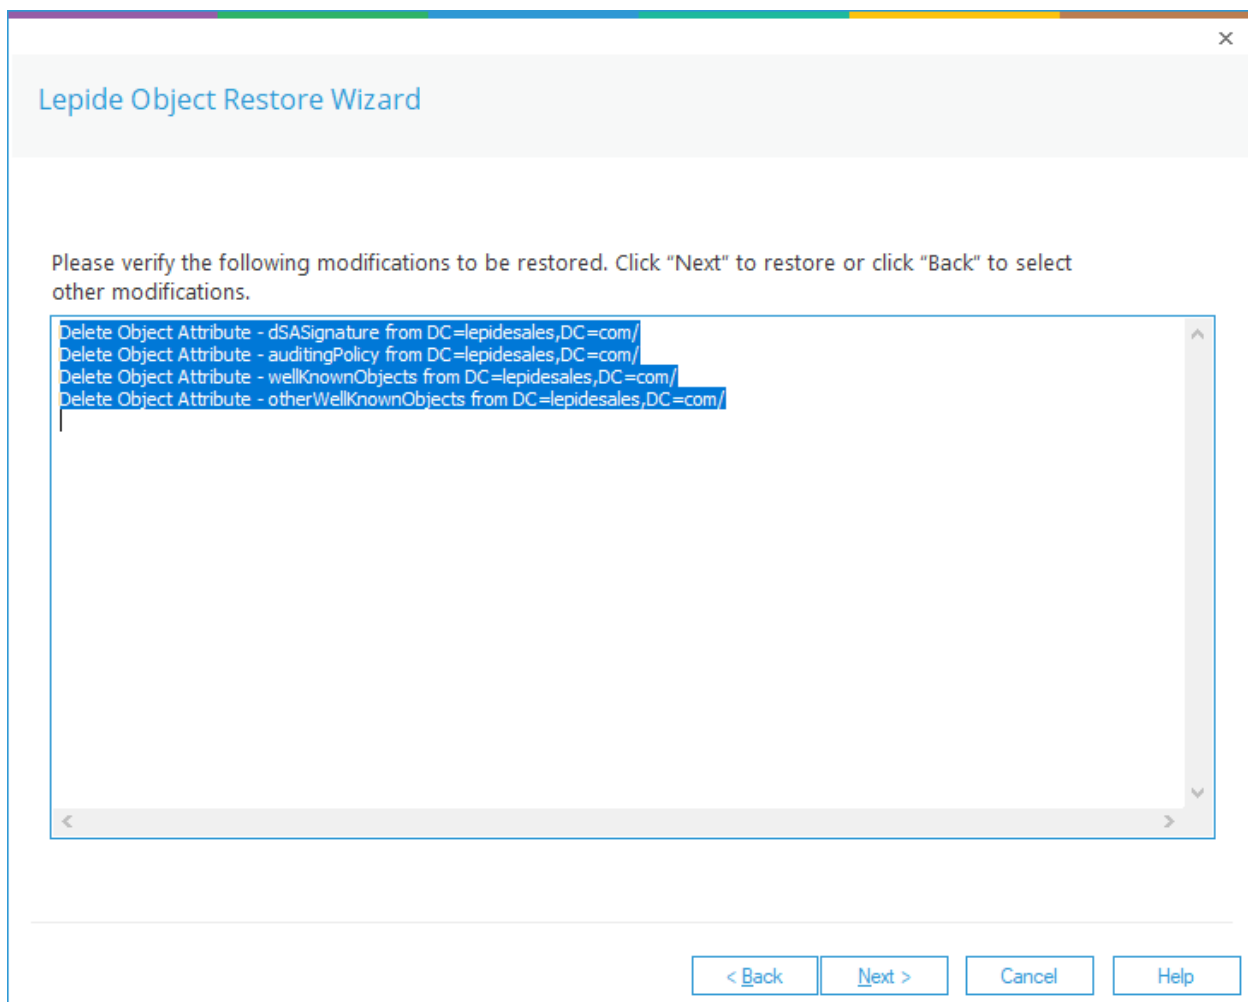 Lepide Object Restore Wizard
Please verify the following modifications to be restored. Click “Next” to restore or click “Back” to select
other modifications.
Delete Object Attribute - dSASignature from DC=lepidesales,DC=com/
Delete Object Attribute - auditingPolicy from DC=lepidesales,DC=com/
Delete Object Attribute - wellKnownObjects from DC=lepidesales,DC=com/
Delete Object Attribute - otherWellKnownObjects from DC=lepidesales,DC=com/
< Back Next > Cancel Help